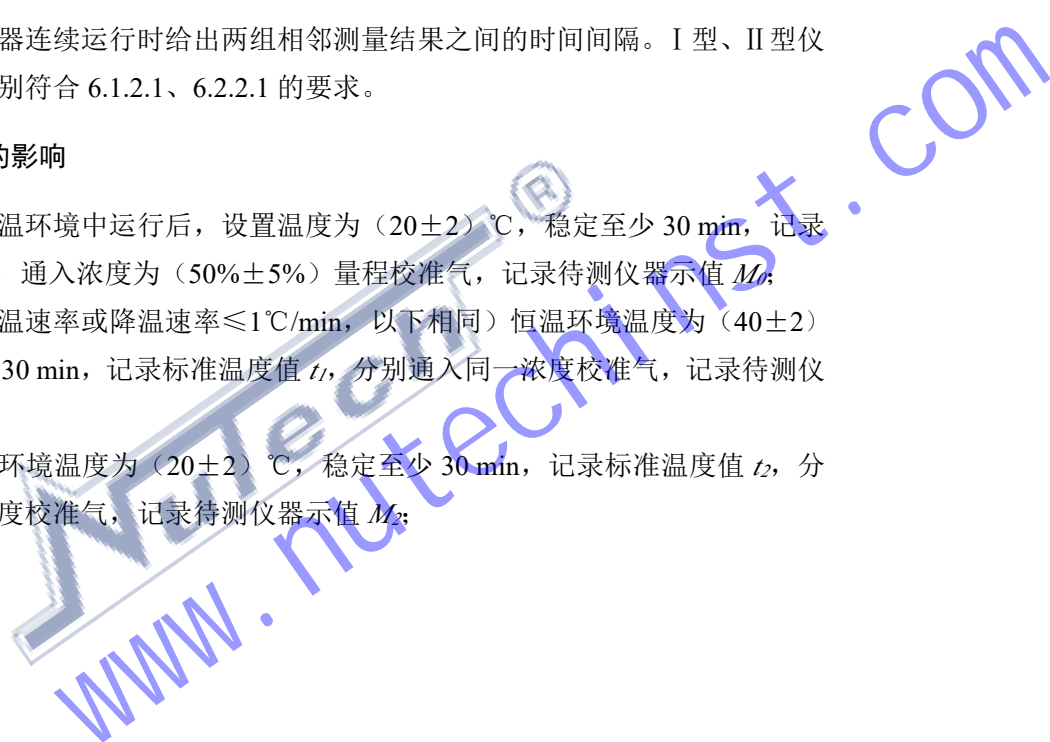 器连续运行时给出两组相邻测量结果之间的时间间隔。Ⅰ型、Ⅱ型仪
别符合 6.1.2.1、6.2.2.1 的要求。
的影响
温环境中运行后，设置温度为（20±2）℃，稳定至少 30 min，记录
通入浓度为（50%±5%）量程校准气，记录待测仪器示值 M0；
温速率或降温速率≤1℃/min，以下相同）恒温环境温度为（40±2）
30 min，记录标准温度值 t1，分别通入同一浓度校准气，记录待测仪
环境温度为（20±2）℃，稳定至少 30 min，记录标准温度值 t2，分
度校准气，记录待测仪器示值 M2；
NuTech®
www.nutechinst.com